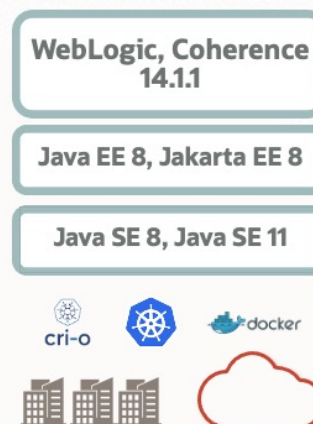 WebLogic, Coherence
14.1.1
Java EE 8, Jakarta EE 8
Java SE 8, Java SE 11
cri-o
docker